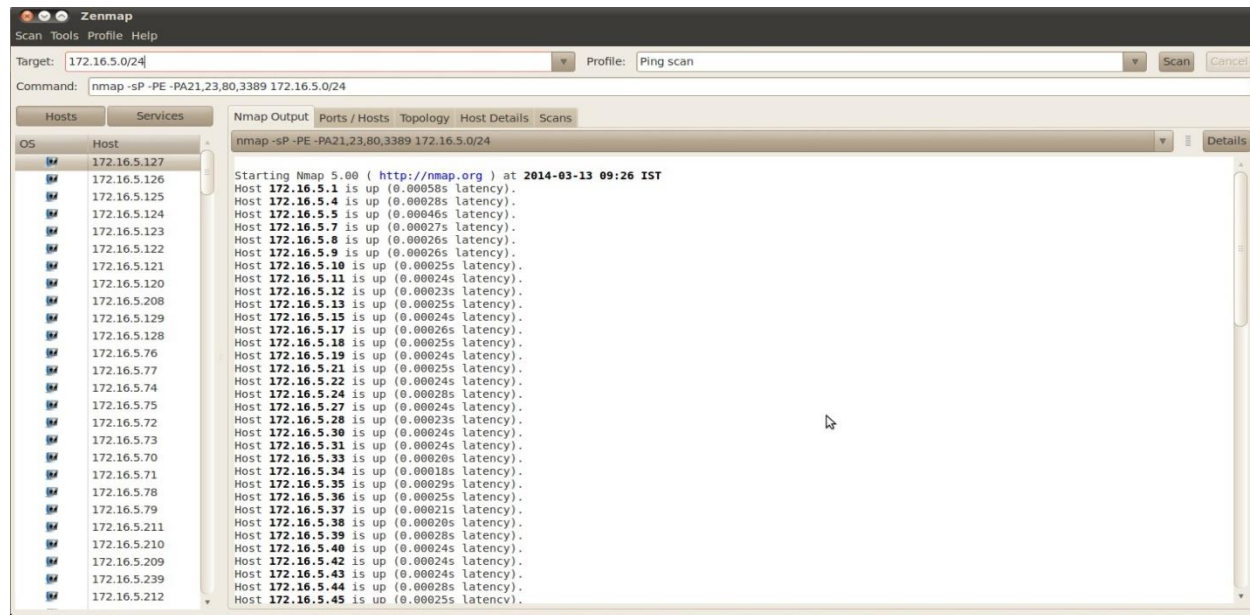 Zenmap
Scan Tools Profile Help
Target: 172.16.5.0/24 Profile: Ping scan Scan Cancel
Command: nmap -sP -PE -PA21,23,80,3389 172.16.5.0/24
Hosts Services
OS Host
172.16.5.127
172.16.5.126
172.16.5.125
172.16.5.124
172.16.5.123
172.16.5.122
172.16.5.121
172.16.5.120
172.16.5.208
172.16.5.129
172.16.5.128
172.16.5.76
172.16.5.77
172.16.5.74
172.16.5.75
172.16.5.72
172.16.5.73
172.16.5.70
172.16.5.71
172.16.5.78
172.16.5.79
172.16.5.211
172.16.5.210
172.16.5.209
172.16.5.239
172.16.5.212
Nmap Output Ports / Hosts Topology Host Details Scans
nmap -sP -PE -PA21,23,80,3389 172.16.5.0/24 Details
Starting Nmap 5.00 ( http://nmap.org ) at 2014-03-13 09:26 IST
Host 172.16.5.1 is up (0.00058s latency).
Host 172.16.5.4 is up (0.00028s latency).
Host 172.16.5.5 is up (0.00046s latency).
Host 172.16.5.7 is up (0.00027s latency).
Host 172.16.5.8 is up (0.00026s latency).
Host 172.16.5.9 is up (0.00026s latency).
Host 172.16.5.10 is up (0.00025s latency).
Host 172.16.5.11 is up (0.00024s latency).
Host 172.16.5.12 is up (0.00023s latency).
Host 172.16.5.13 is up (0.00025s latency).
Host 172.16.5.15 is up (0.00024s latency).
Host 172.16.5.17 is up (0.00026s latency).
Host 172.16.5.18 is up (0.00025s latency).
Host 172.16.5.19 is up (0.00024s latency).
Host 172.16.5.21 is up (0.00025s latency).
Host 172.16.5.22 is up (0.00024s latency).
Host 172.16.5.24 is up (0.00028s latency).
Host 172.16.5.27 is up (0.00024s latency).
Host 172.16.5.28 is up (0.00023s latency).
Host 172.16.5.30 is up (0.00024s latency).
Host 172.16.5.31 is up (0.00024s latency).
Host 172.16.5.33 is up (0.00020s latency).
Host 172.16.5.34 is up (0.00018s latency).
Host 172.16.5.35 is up (0.00029s latency).
Host 172.16.5.36 is up (0.00025s latency).
Host 172.16.5.37 is up (0.00021s latency).
Host 172.16.5.38 is up (0.00020s latency).
Host 172.16.5.39 is up (0.00028s latency).
Host 172.16.5.40 is up (0.00024s latency).
Host 172.16.5.42 is up (0.00024s latency).
Host 172.16.5.43 is up (0.00024s latency).
Host 172.16.5.44 is up (0.00028s latency).
Host 172.16.5.45 is up (0.00025s latency).